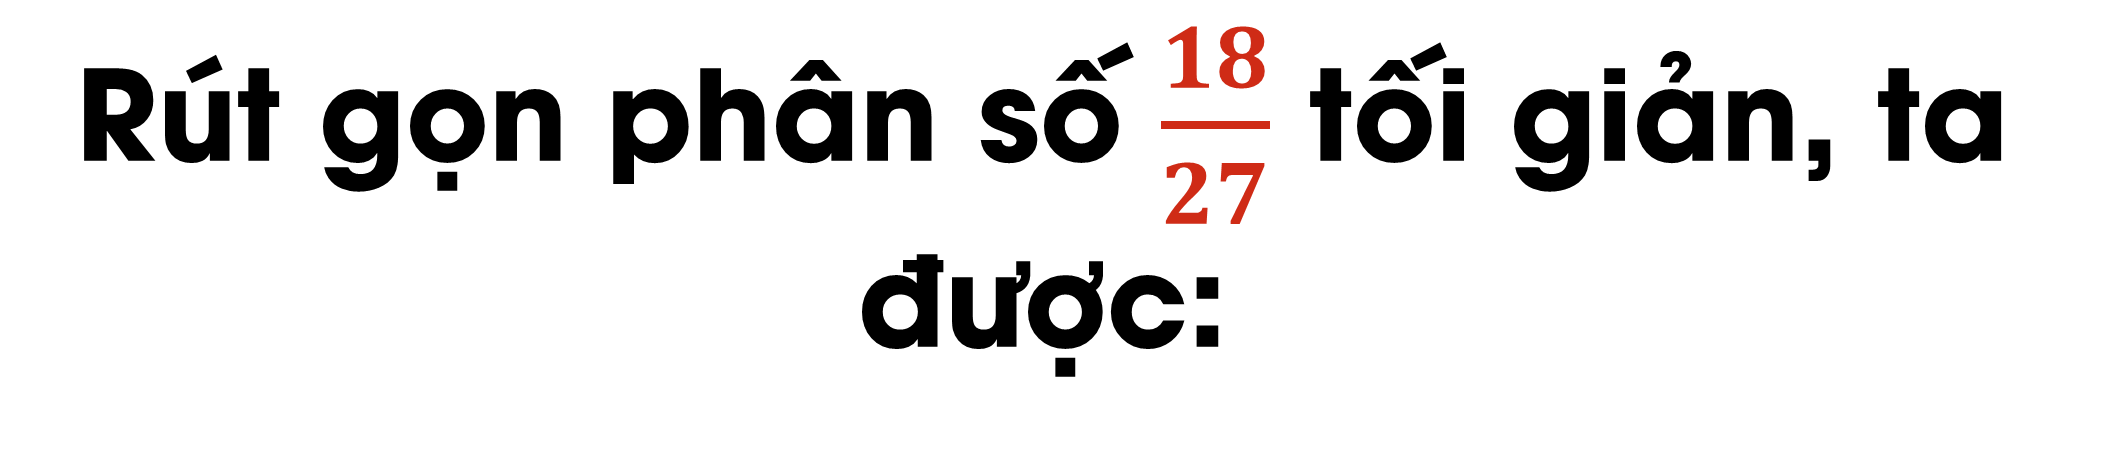 Rút gọn phân số 18/27 tối giản, ta
được: